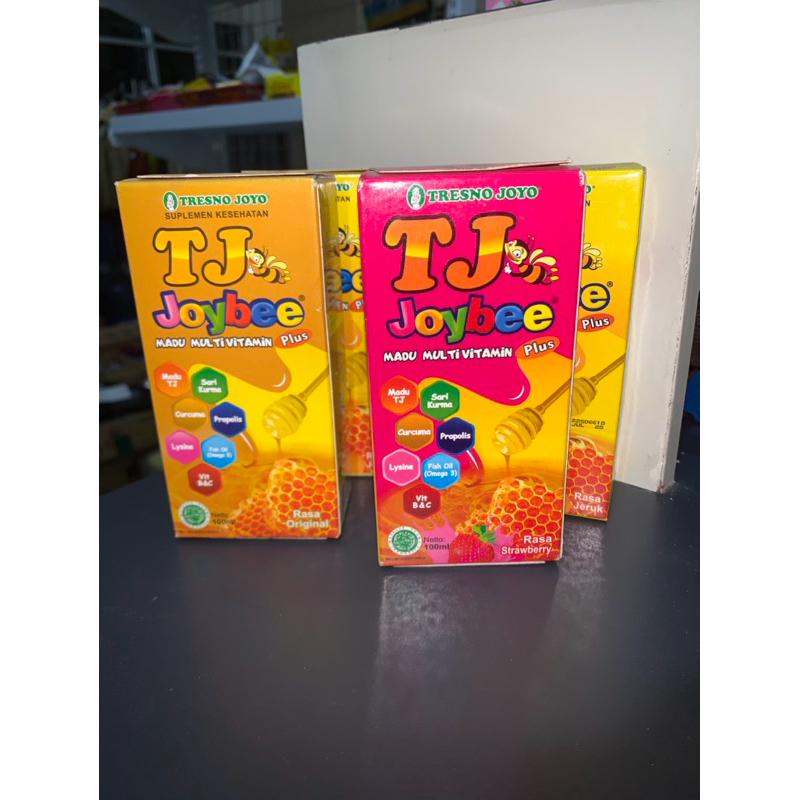 TRESNO JOYO
SUPLEMEN KESEHATAN
TJ
Joybee®
MADU MULTIVITAMIN Plus
Madu
TJ
Sari
Kurma
Curcuma
Propolis
Lysine
Fish Oil
(Omega 3)
Vit
B&C
Netto:
100ml
Rasa
Original
TRESNO JOYO
TJ
Joybee®
MADU MULTIVITAMIN Plus
Madu
TJ
Sari
Kurma
Curcuma
Propolis
Lysine
Fish Oil
(Omega 3)
Vit
B&C
Netto:
100ml
Rasa
Strawberry
Plus
Rasa
Jeruk